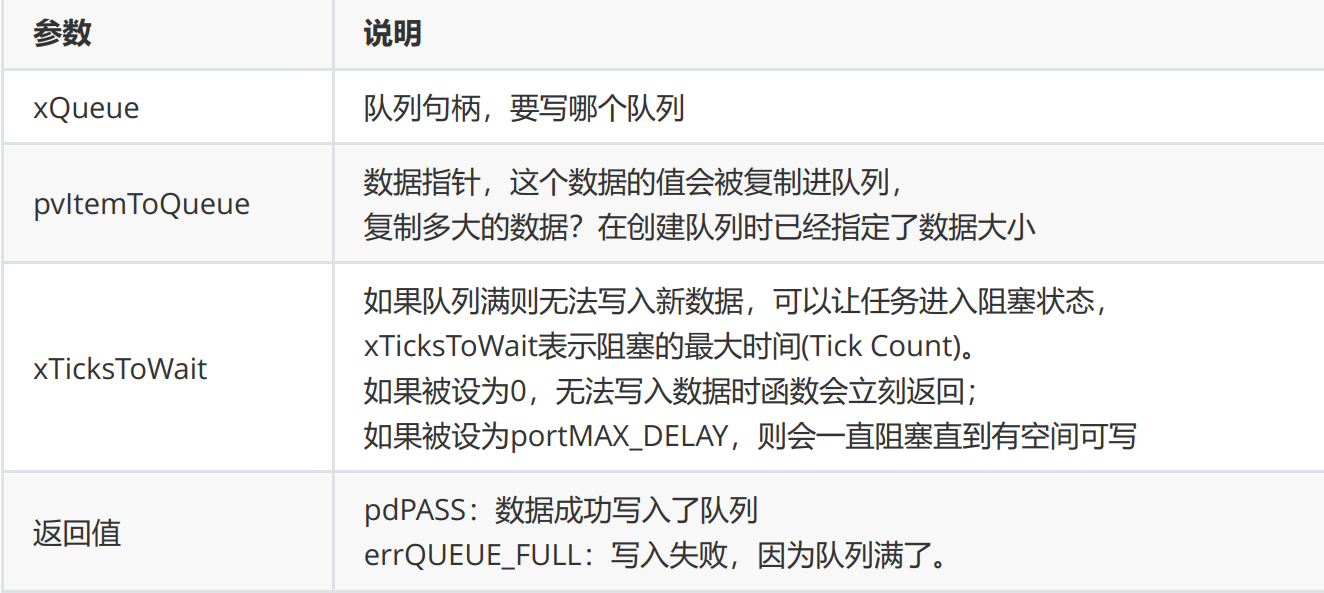 参数 说明
xQueue 队列句柄，要写哪个队列
pvItemToQueue 数据指针，这个数据的值会被复制进队列，
复制多大的数据？在创建队列时已经指定了数据大小
xTicksToWait 如果队列满则无法写入新数据，可以让任务进入阻塞状态，
xTicksToWait表示阻塞的最大时间(Tick Count)。
如果被设为0，无法写入数据时函数会立刻返回；
如果被设为portMAX_DELAY，则会一直阻塞直到有空间可写
返回值 pdPASS：数据成功写入了队列
errQUEUE_FULL：写入失败，因为队列满了。